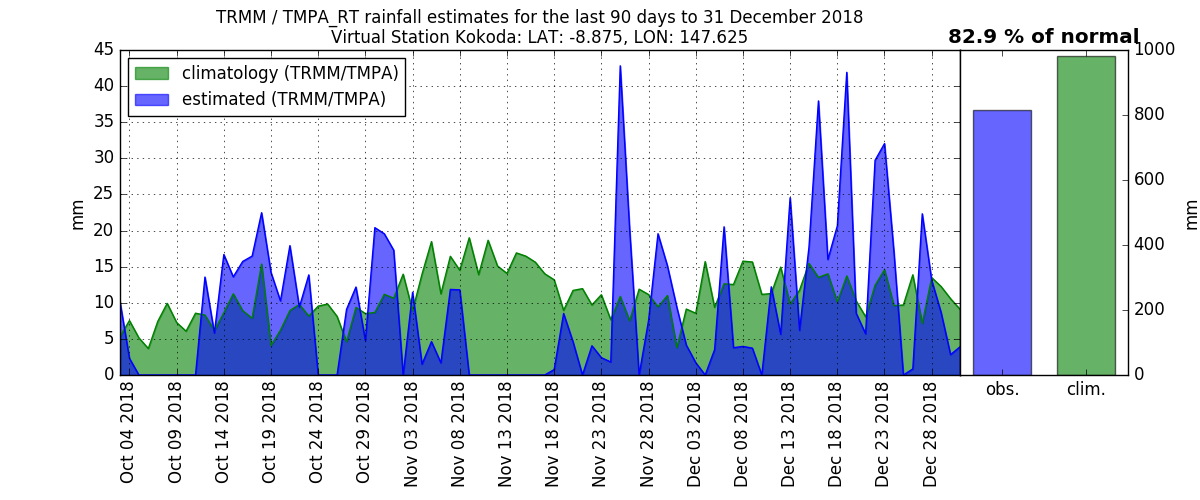 TRMM / TMPA_RT rainfall estimates for the last 90 days to 31 December 2018
Virtual Station Kokoda: LAT: -8.875, LON: 147.625
82.9 % of normal
climatology (TRMM/TMPA)
estimated (TRMM/TMPA)
45
40
35
30
25
20
15
10
5
0
mm
Oct 04 2018
Oct 09 2018
Oct 14 2018
Oct 19 2018
Oct 24 2018
Oct 29 2018
Nov 03 2018
Nov 08 2018
Nov 13 2018
Nov 18 2018
Nov 23 2018
Nov 28 2018
Dec 03 2018
Dec 08 2018
Dec 13 2018
Dec 18 2018
Dec 23 2018
Dec 28 2018
obs.
clim.
1000
800
600
400
200
0
mm